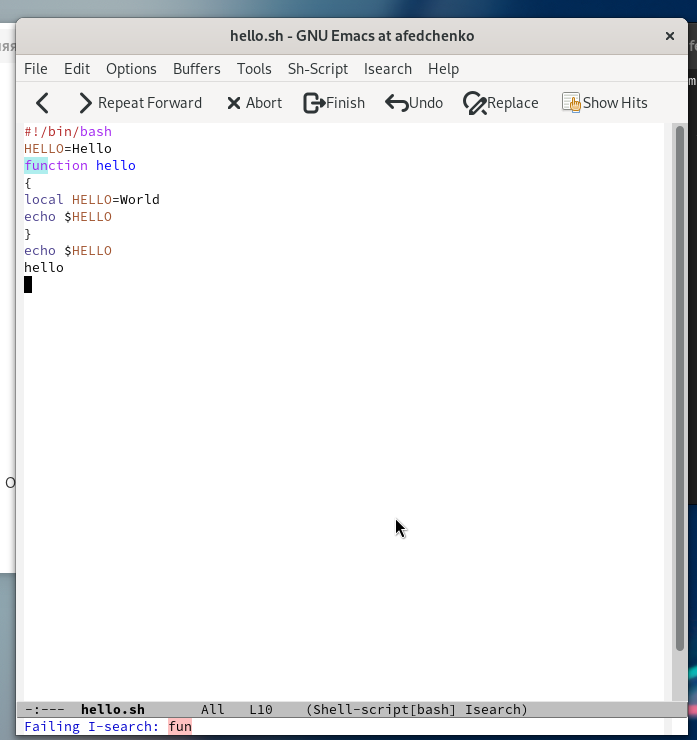 hello.sh - GNU Emacs at afedchenko
File Edit Options Buffers Tools Sh-Script Isearch Help
Repeat Forward Abort Finish Undo Replace Show Hits
#!/bin/bash
HELLO=Hello
function hello
{
local HELLO=World
echo $HELLO
}
echo $HELLO
hello
-:--- hello.sh All L10 (Shell-script[bash] Isearch)
Failing I-search: fun